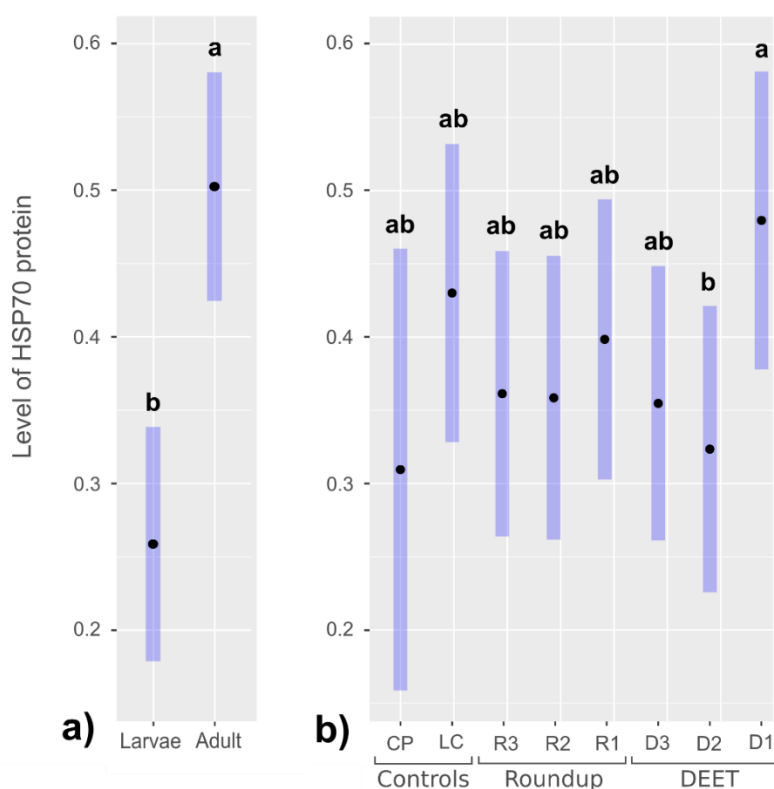 Level of HSP70 protein
0.6
0.5
0.4
0.3
0.2
a
b
a)
Larvae Adult
0.6
0.5
0.4
0.3
0.2
ab ab ab ab ab ab b a
b)
CP LC R3 R2 R1 D3 D2 D1
Controls Roundup DEET